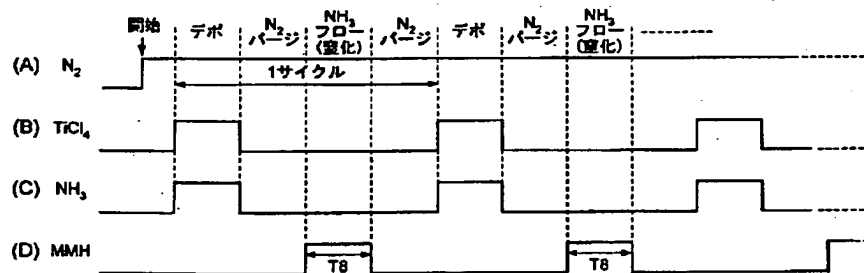 開始
デポ
N₂
パージ
NH₃
フロー
(窒化)
N₂
パージ
デポ
N₂
パージ
NH₃
フロー
(窒化)
(A) N₂
1サイクル
(B) TiCl₄
(C) NH₃
(D) MMH
T8
T8